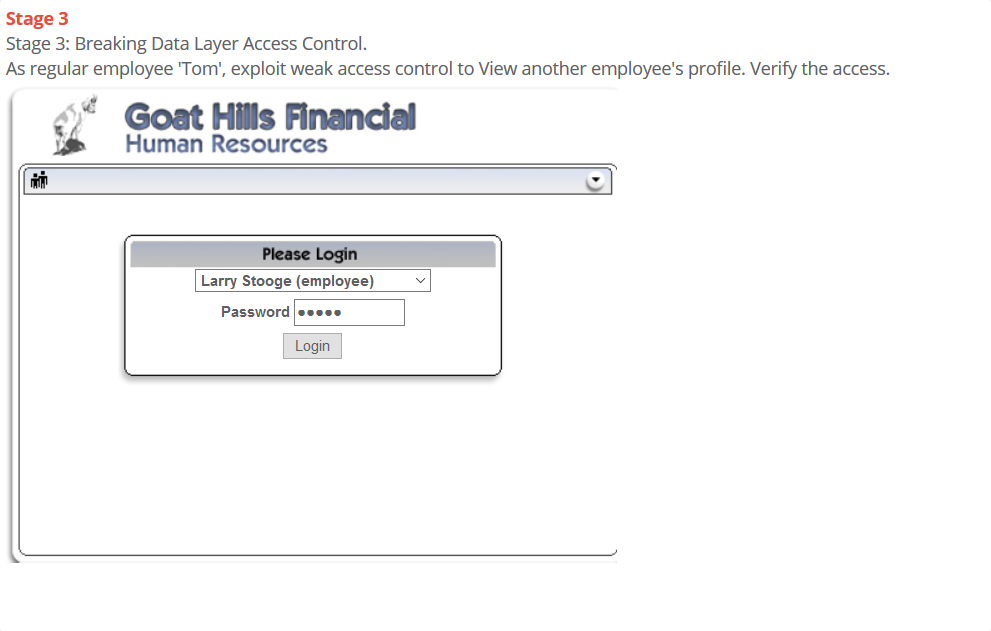 Stage 3
Stage 3: Breaking Data Layer Access Control.
As regular employee 'Tom', exploit weak access control to View another employee's profile. Verify the access.
Goat Hills Financial
Human Resources
Please Login
Larry Stooge (employee)
Password •••••
Login